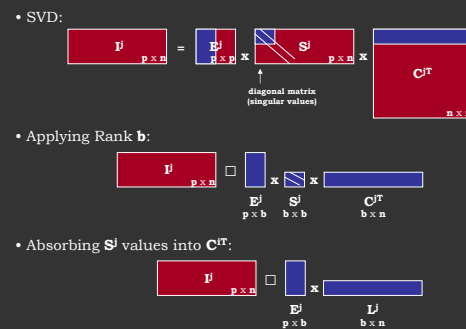 • SVD:
Iʲ p x n = Eʲ p x p x Sʲ p x n x CʲT n x n
diagonal matrix
(singular values)
• Applying Rank b:
Iʲ p x n □ x x
Eʲ Sʲ CʲT
p x b b x b b x n
• Absorbing Sʲ values into CʲT:
Iʲ p x n □ x
Eʲ Lʲ
p x b b x n